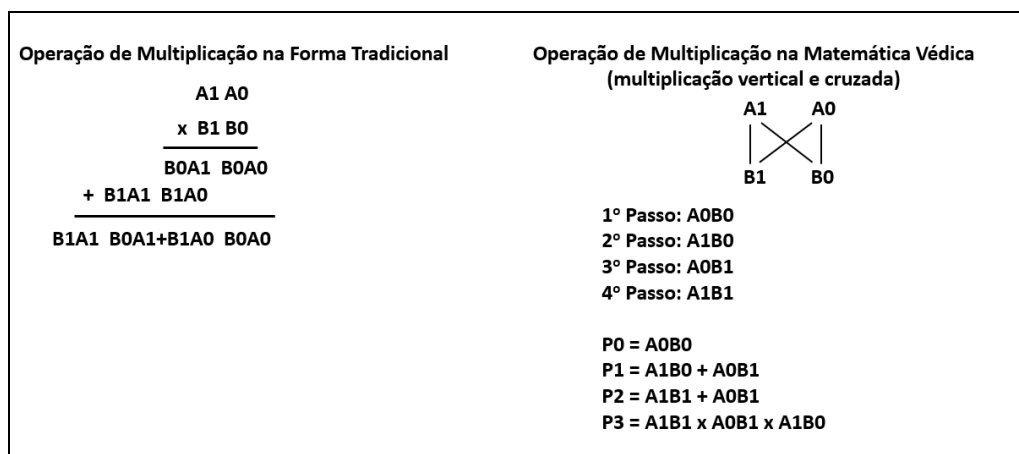 Operação de Multiplicação na Forma Tradicional
A1 A0
x B1 B0
B0A1 B0A0
+ B1A1 B1A0
B1A1 B0A1+B1A0 B0A0
Operação de Multiplicação na Matemática Védica
(multiplicação vertical e cruzada)
A1 A0
B1 B0
1º Passo: A0B0
2º Passo: A1B0
3º Passo: A0B1
4º Passo: A1B1
P0 = A0B0
P1 = A1B0 + A0B1
P2 = A1B1 + A0B1
P3 = A1B1 x A0B1 x A1B0